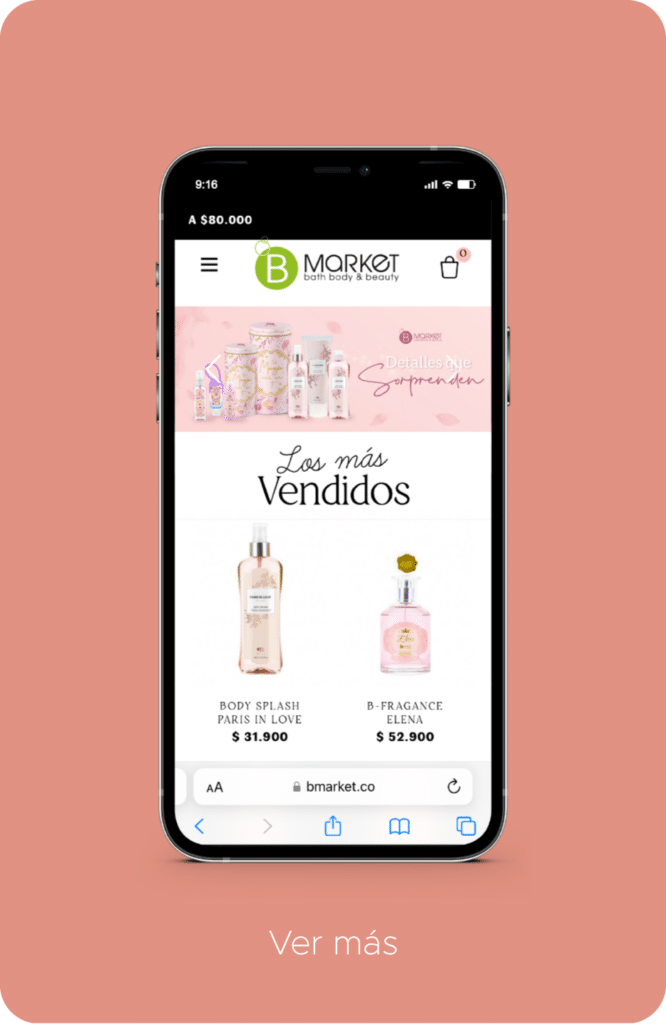 9:16
A $80.000
B MARKET
bath body & beauty
0
B MARKET
Detalles que
Sorprenden
Los más
Vendidos
BODY SPLASH
PARIS IN LOVE
$ 31.900
B-FRAGANCE
ELENA
$ 52.900
AA
bmarket.co
Ver más